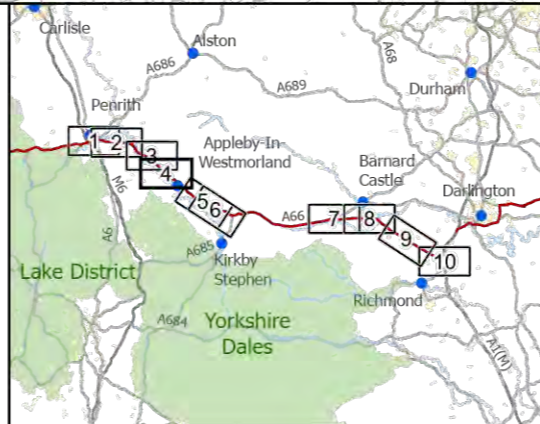 Carlisle
Alston
A686
A689
A68
Durham
Penrith
1 2 3 4
Appleby-In
Westmorland
Barnard
Castle
Darlington
M6
A6
5 6
A66
7 8 9 10
A685
Kirkby
Stephen
Lake District
Richmond
A684
Yorkshire
Dales
A1(M)